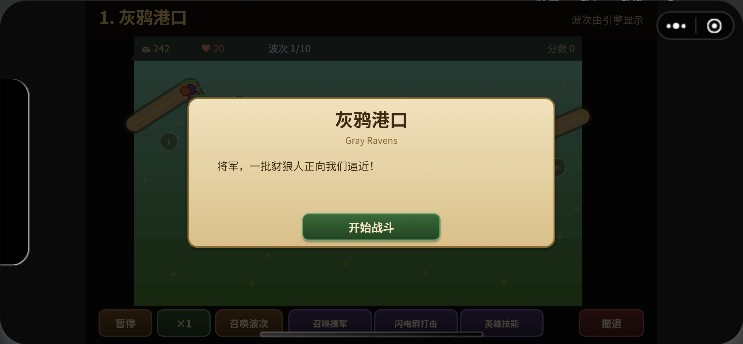 1. 灰鸦港口
波次由引擎显示
242
20
波次 1/10
分数 0
灰鸦港口
Gray Ravens
将军，一批豺狼人正向我们逼近！
开始战斗
暂停
×1
召唤波次
召唤援军
闪电箭打击
英雄技能
撤退